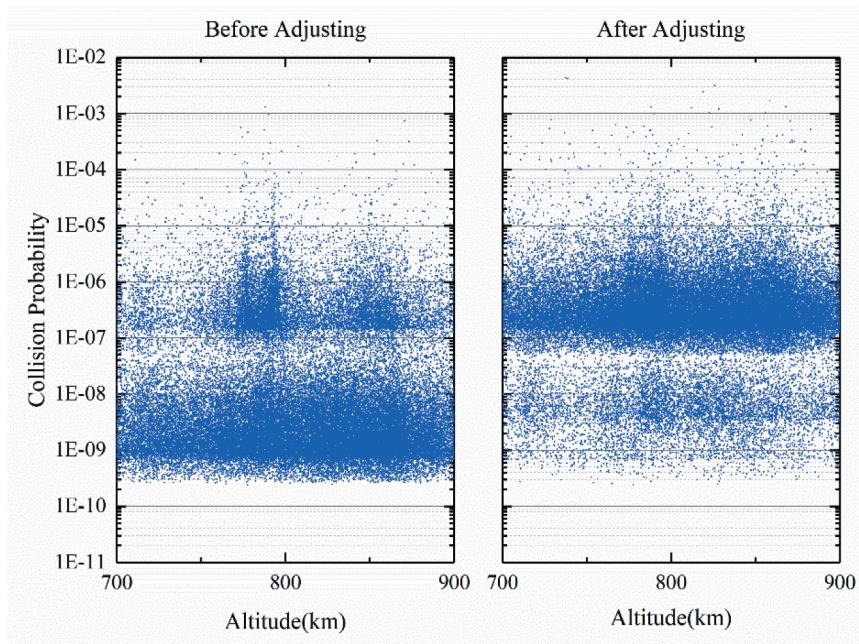 Before Adjusting
After Adjusting
Collision Probability
1E-02
1E-03
1E-04
1E-05
1E-06
1E-07
1E-08
1E-09
1E-10
1E-11
700
800
900
700
800
900
Altitude(km)
Altitude(km)